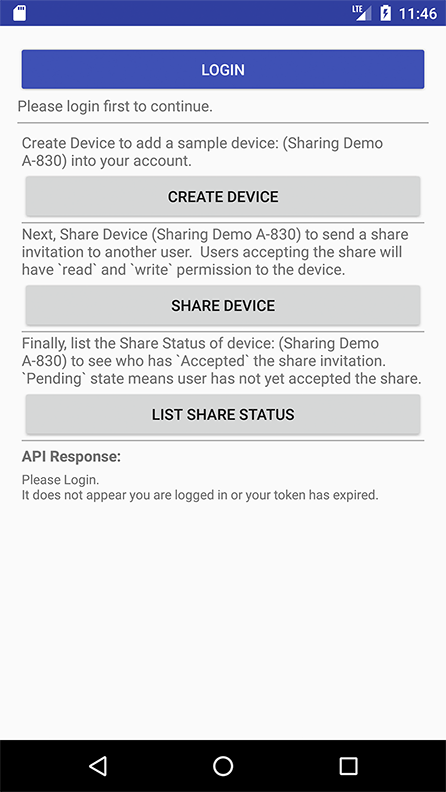 LTE 11:46
LOGIN
Please login first to continue.
Create Device to add a sample device: (Sharing Demo
A-830) into your account.
CREATE DEVICE
Next, Share Device (Sharing Demo A-830) to send a share
invitation to another user.  Users accepting the share will
have `read` and `write` permission to the device.
SHARE DEVICE
Finally, list the Share Status of device: (Sharing Demo
A-830) to see who has `Accepted` the share invitation.
`Pending` state means user has not yet accepted the share.
LIST SHARE STATUS
API Response:
Please Login.
It does not appear you are logged in or your token has expired.